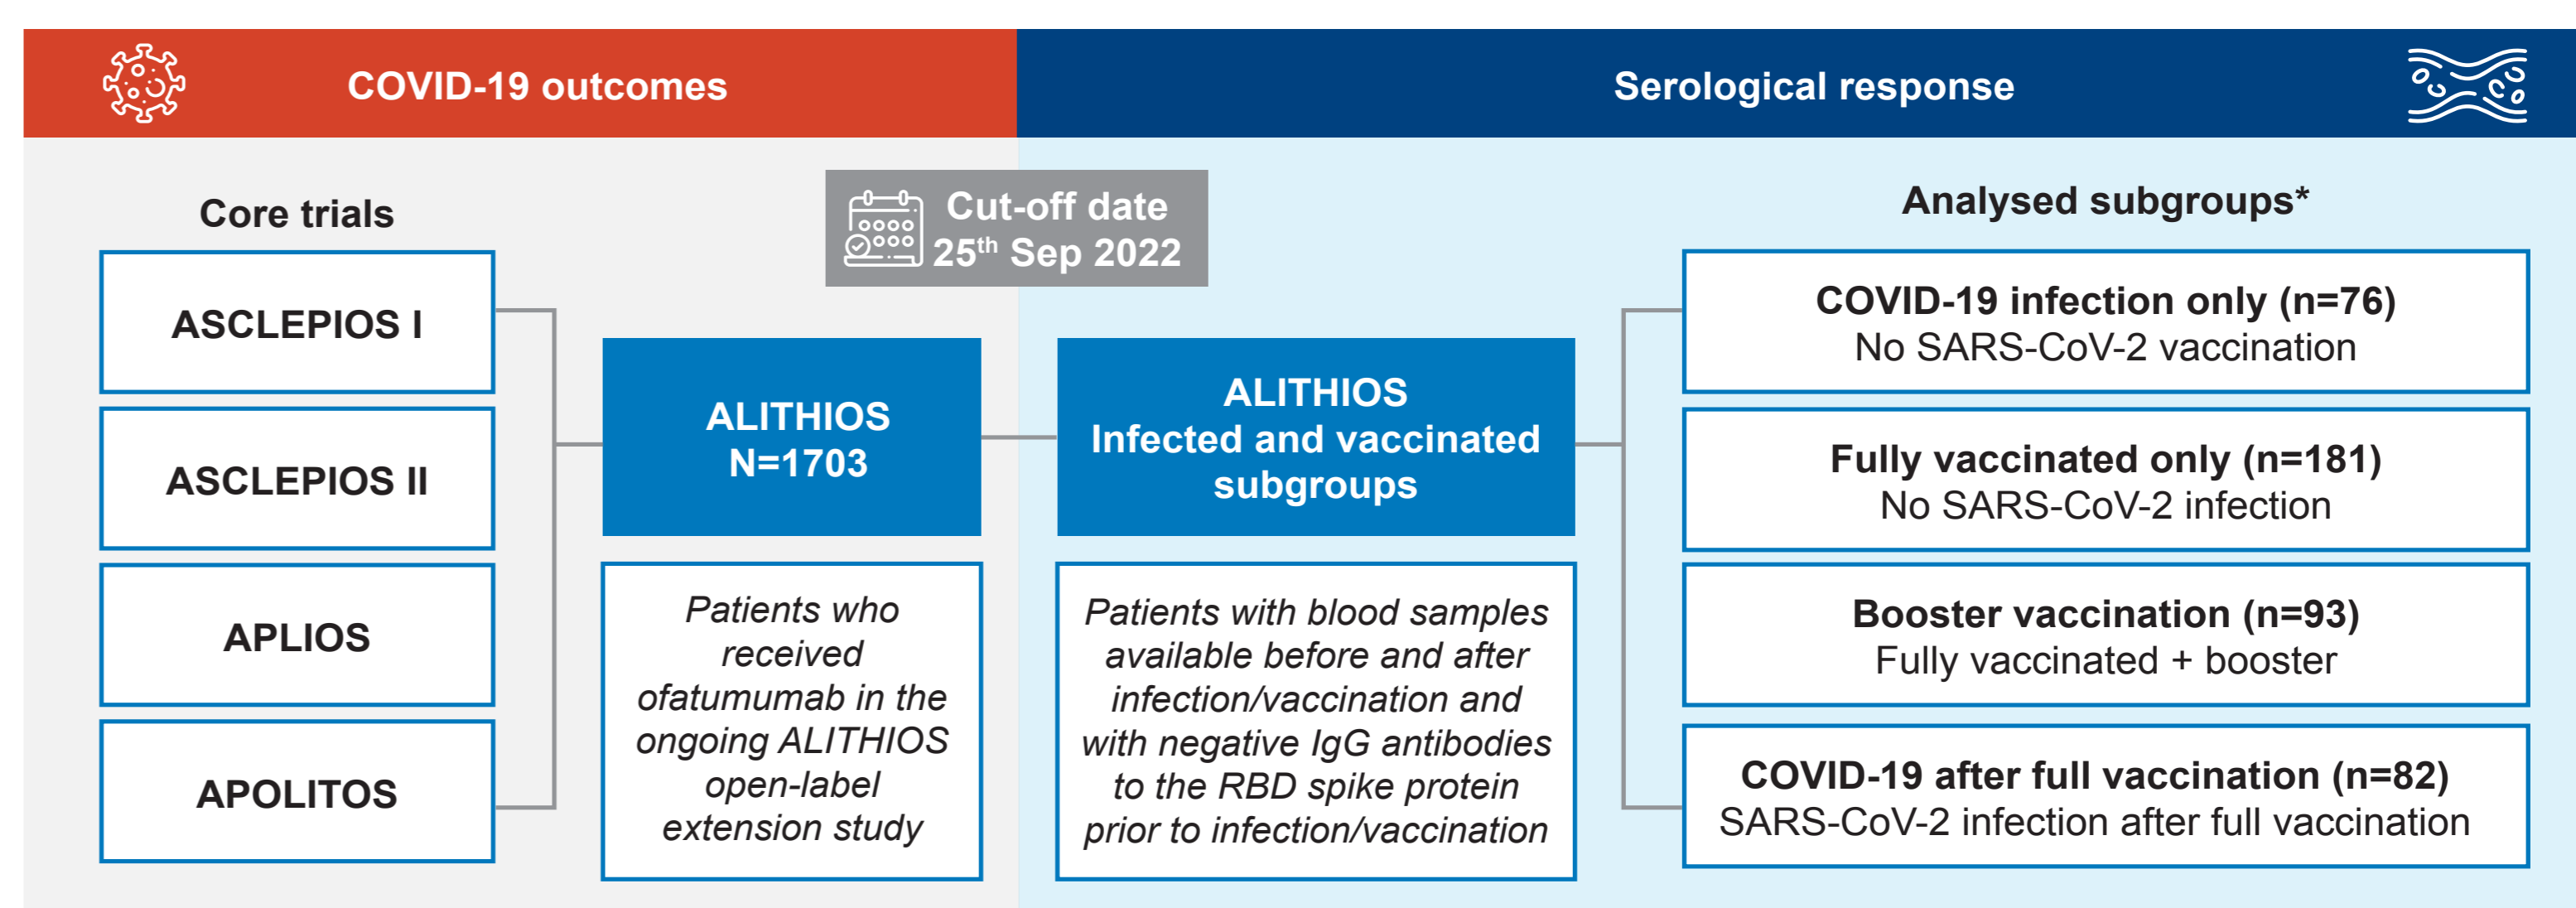 COVID-19 outcomes
Serological response
Core trials
ASCLEPIOS I
ASCLEPIOS II
APLIOS
APOLITOS
Cut-off date
25th Sep 2022
ALITHIOS
N=1703
Patients who
received
ofatumumab in the
ongoing ALITHIOS
open-label
extension study
ALITHIOS
Infected and vaccinated
subgroups
Patients with blood samples
available before and after
infection/vaccination and
with negative IgG antibodies
to the RBD spike protein
prior to infection/vaccination
Analysed subgroups*
COVID-19 infection only (n=76)
No SARS-CoV-2 vaccination
Fully vaccinated only (n=181)
No SARS-CoV-2 infection
Booster vaccination (n=93)
Fully vaccinated + booster
COVID-19 after full vaccination (n=82)
SARS-CoV-2 infection after full vaccination